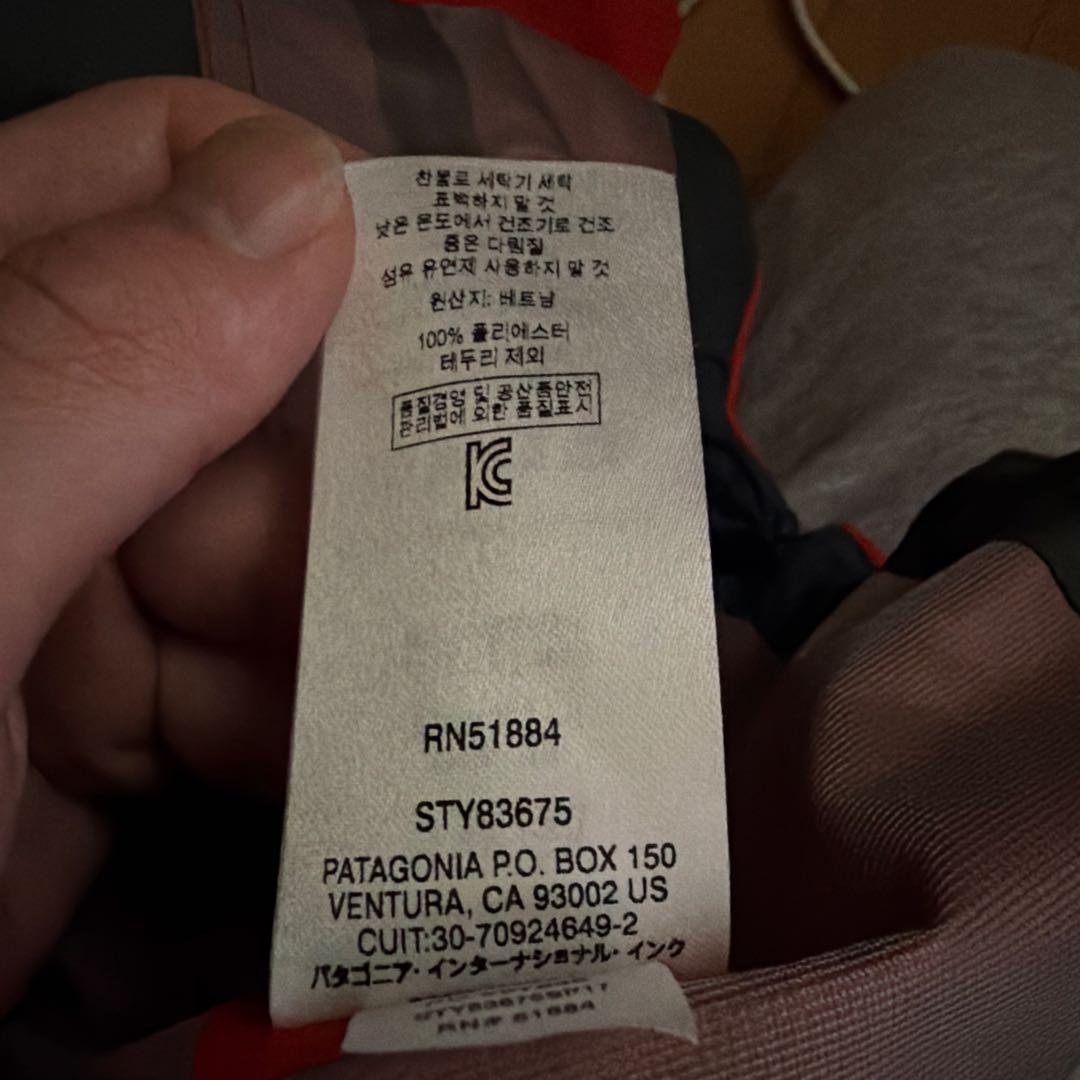 찬물로 세탁기 세탁
표백하지 말 것
낮은 온도에서 건조기로 건조
줌은 다림질
섬유 유연제 사용하지 말 것
원산지: 베트남
100% 폴리에스터
테두리 제외
품질경영 및 공산품안전
관리법에 의한 품질표시
KC
RN51884
STY83675
PATAGONIA P.O. BOX 150
VENTURA, CA 93002 US
CUIT:30-70924649-2
パタゴニア・インターナショナル・インク
STY83675SP17
RN# 51884